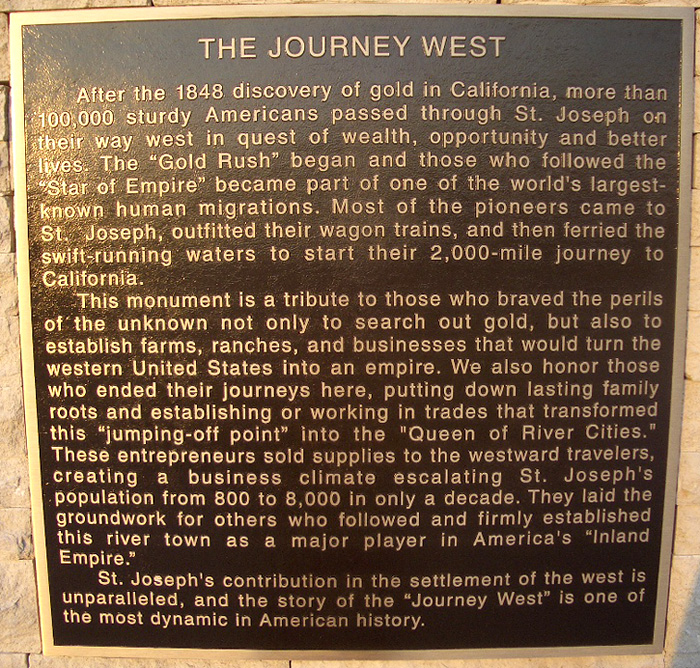 THE JOURNEY WEST
After the 1848 discovery of gold in California, more than
100,000 sturdy Americans passed through St. Joseph on
their way west in quest of wealth, opportunity and better
lives. The "Gold Rush" began and those who followed the
"Star of Empire" became part of one of the world's largest-
known human migrations. Most of the pioneers came to
St. Joseph, outfitted their wagon trains, and then ferried the
swift-running waters to start their 2,000-mile journey to
California.
This monument is a tribute to those who braved the perils
of the unknown not only to search out gold, but also to
establish farms, ranches, and businesses that would turn the
western United States into an empire. We also honor those
who ended their journeys here, putting down lasting family
roots and establishing or working in trades that transformed
this "jumping-off point" into the "Queen of River Cities."
These entrepreneurs sold supplies to the westward travelers,
creating a business climate escalating St. Joseph's
population from 800 to 8,000 in only a decade. They laid the
groundwork for others who followed and firmly established
this river town as a major player in America's "Inland
Empire."
St. Joseph's contribution in the settlement of the west is
unparalleled, and the story of the "Journey West" is one of
the most dynamic in American history.